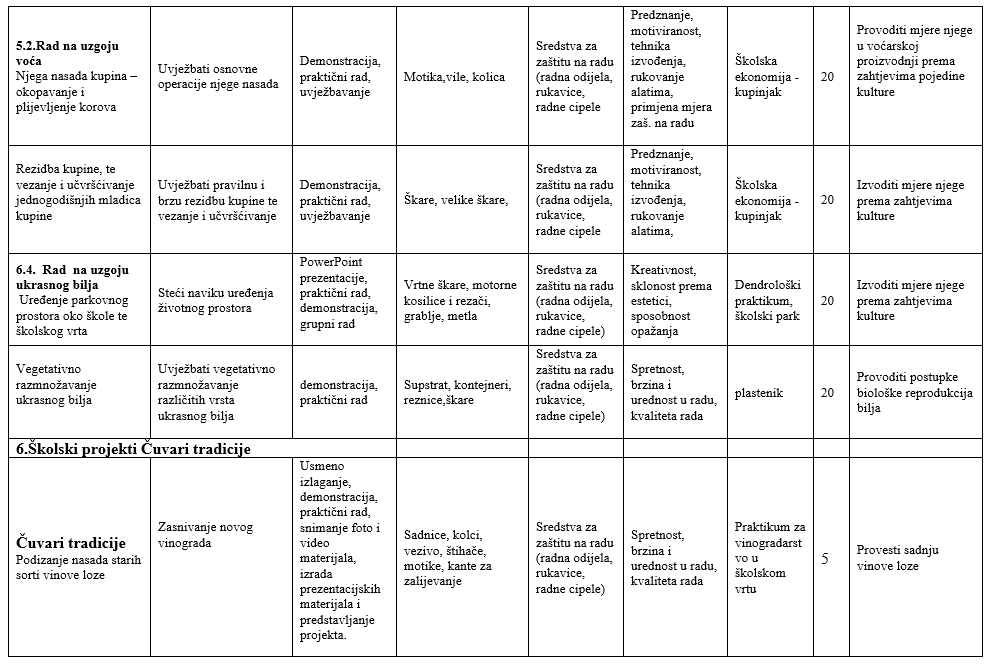 5.2.Rad na uzgoju
voća
Njega nasada kupina –
okopavanje i
plijevljenje korova
Uvježbati osnovne
operacije njege nasada
Demonstracija,
praktični rad,
uvježbavanje
Motika,vile, kolica
Sredstva za
zaštitu na radu
(radna odijela,
rukavice,
radne cipele
Predznanje,
motiviranost,
tehnika
izvođenja,
rukovanje
alatima,
primjena mjera
zaš. na radu
Školska
ekonomija -
kupinjak
20
Provoditi mjere njege
u voćarskoj
proizvodnji prema
zahtjevima pojedine
kulture
Rezidba kupine, te
vezanje i učvršćivanje
jednogodišnjih mladica
kupine
Uvježbati pravilnu i
brzu rezidbu kupine te
vezanje i učvršćivanje
Demonstracija,
praktični rad,
uvježbavanje
Škare, velike škare,
Sredstva za
zaštitu na radu
(radna odijela,
rukavice,
radne cipele
Predznanje,
motiviranost,
tehnika
izvođenja,
rukovanje
alatima,
Školska
ekonomija -
kupinjak
20
Izvoditi mjere njege
prema zahtjevima
kulture
6.4. Rad na uzgoju
ukrasnog bilja
Uređenje parkovnog
prostora oko škole te
školskog vrta
Steći naviku uređenja
životnog prostora
PowerPoint
prezentacije,
praktični rad,
demonstracija,
grupni rad
Vrtne škare, motorne
kosilice i rezači,
grablje, metla
Sredstva za
zaštitu na radu
(radna odijela,
rukavice,
radne cipele)
Kreativnost,
sklonost prema
estetici,
sposobnost
opažanja
Dendrološki
praktikum,
školski park
20
Izvoditi mjere njege
prema zahtjevima
kulture
Vegetativno
razmnožavanje
ukrasnog bilja
Uvježbati vegetativno
razmnožavanje
različitih vrsta
ukrasnog bilja
demonstracija,
praktični rad
Supstrat, kontejneri,
reznice,škare
Sredstva za
zaštitu na radu
(radna odijela,
rukavice,
radne cipele)
Spretnost,
brzina i
urednost u radu,
kvaliteta rada
plastenik
20
Provoditi postupke
biološke reprodukcija
bilja
6.Školski projekti Čuvari tradicije
Čuvari tradicije
Podizanje nasada starih
sorti vinove loze
Zasnivanje novog
vinograda
Usmeno
izlaganje,
demonstracija,
praktični rad,
snimanje foto i
video
materijala,
izrada
prezentacijskih
materijala i
predstavljanje
projekta.
Sadnice, kolci,
vezivo, štihače,
motike, kante za
zalijevanje
Sredstva za
zaštitu na radu
(radna odijela,
rukavice,
radne cipele)
Spretnost,
brzina i
urednost u radu,
kvaliteta rada
Praktikum za
vinogradarst
vo u
školskom
vrtu
5
Provesti sadnju
vinove loze